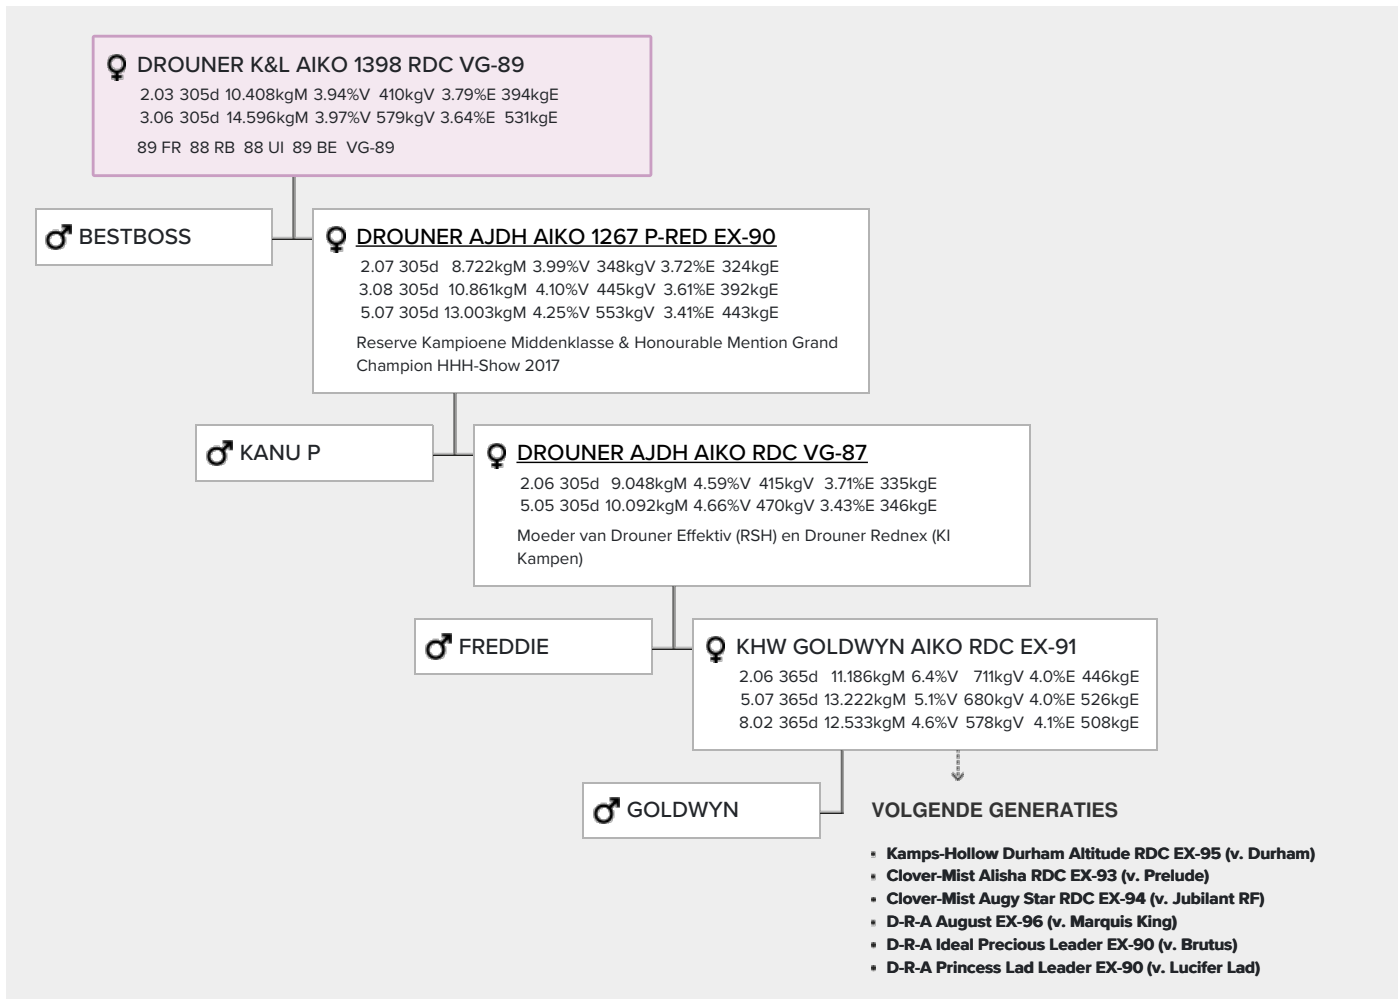 DROUNER K&L AIKO 1398 RDC VG-89
2.03 305d 10.408kgM 3.94%V 410kgV 3.79%E 394kgE
3.06 305d 14.596kgM 3.97%V 579kgV 3.64%E 531kgE
89 FR 88 RB 88 UI 89 BE VG-89
BESTBOSS
DROUNER AJDH AIKO 1267 P-RED EX-90
2.07 305d 8.722kgM 3.99%V 348kgV 3.72%E 324kgE
3.08 305d 10.861kgM 4.10%V 445kgV 3.61%E 392kgE
5.07 305d 13.003kgM 4.25%V 553kgV 3.41%E 443kgE
Reserve Kampioene Middenklasse & Honourable Mention Grand
Champion HHH-Show 2017
KANU P
DROUNER AJDH AIKO RDC VG-87
2.06 305d 9.048kgM 4.59%V 415kgV 3.71%E 335kgE
5.05 305d 10.092kgM 4.66%V 470kgV 3.43%E 346kgE
Moeder van Drouner Effektiv (RSH) en Drouner Rednex (KI
Kampen)
FREDDIE
KHW GOLDWYN AIKO RDC EX-91
2.06 365d 11.186kgM 6.4%V 711kgV 4.0%E 446kgE
5.07 365d 13.222kgM 5.1%V 680kgV 4.0%E 526kgE
8.02 365d 12.533kgM 4.6%V 578kgV 4.1%E 508kgE
GOLDWYN
VOLGENDE GENERATIES
▪ Kamps-Hollow Durham Altitude RDC EX-95 (v. Durham)
▪ Clover-Mist Alisha RDC EX-93 (v. Prelude)
▪ Clover-Mist Augy Star RDC EX-94 (v. Jubilant RF)
▪ D-R-A August EX-96 (v. Marquis King)
▪ D-R-A Ideal Precious Leader EX-90 (v. Brutus)
▪ D-R-A Princess Lad Leader EX-90 (v. Lucifer Lad)